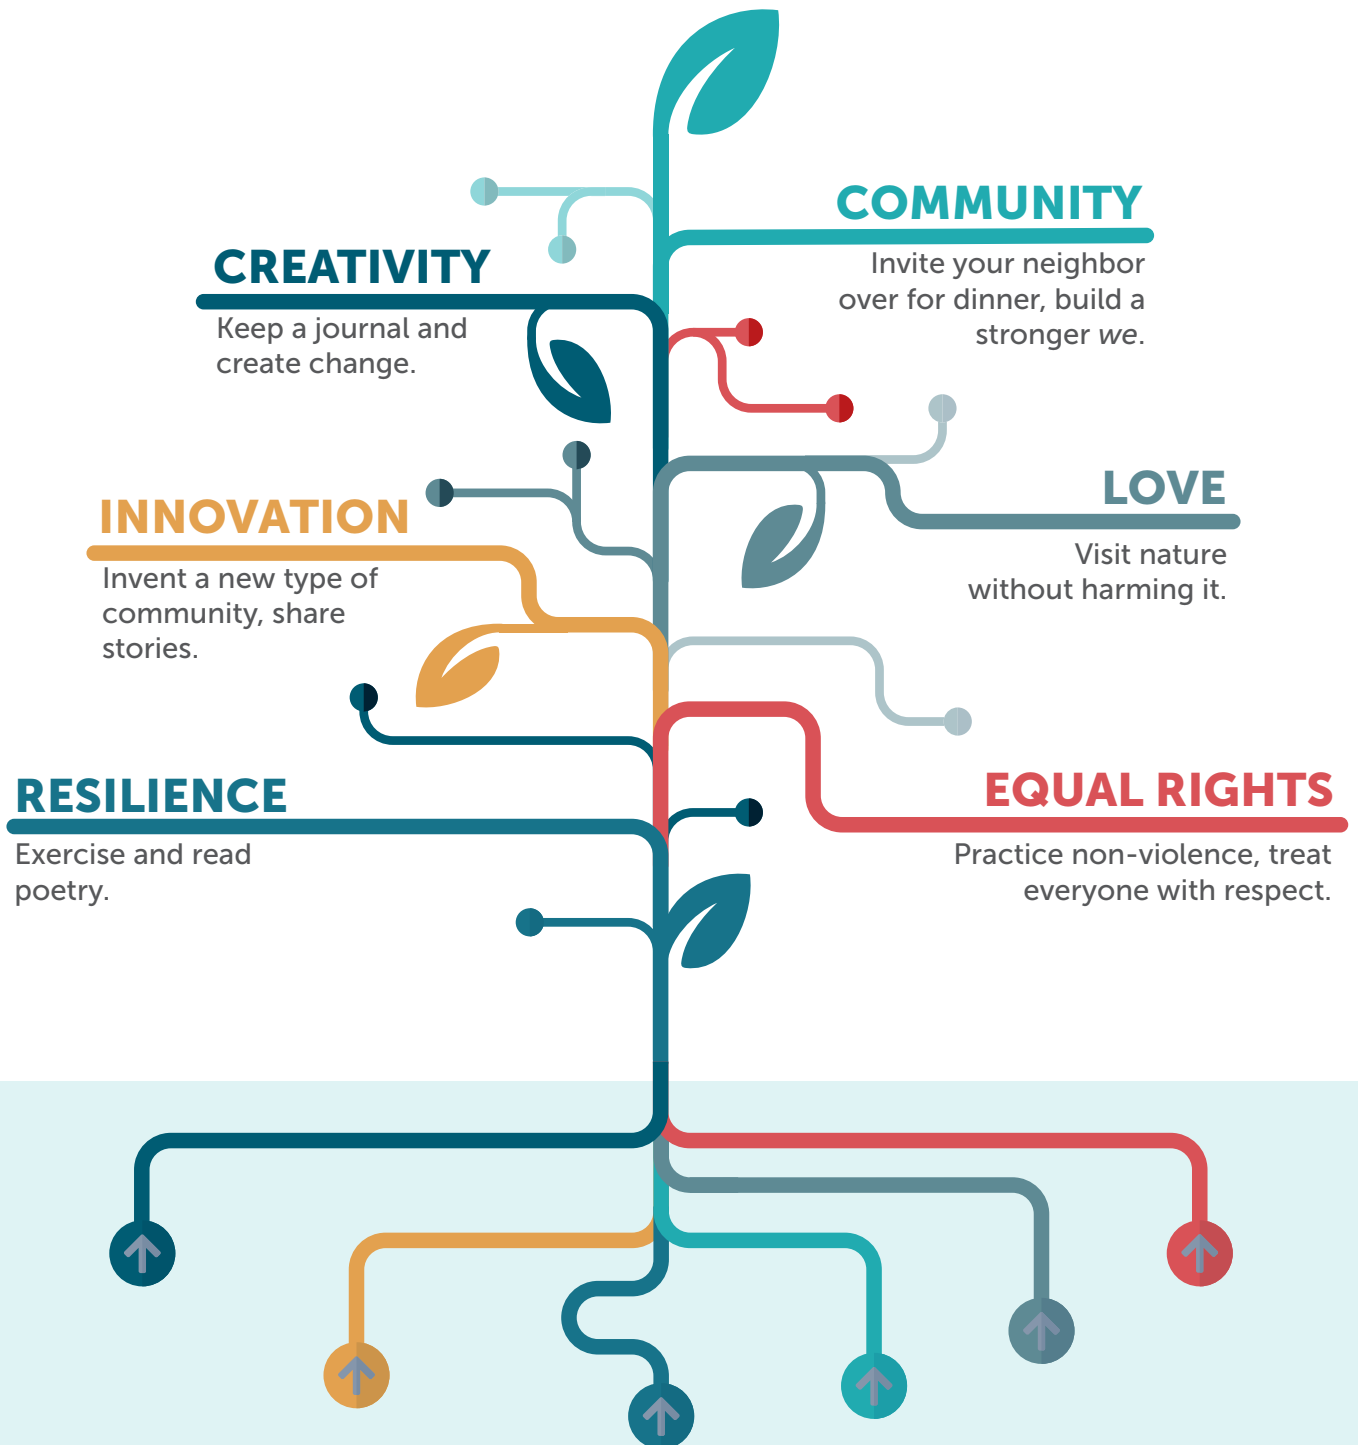 COMMUNITY
Invite your neighbor
over for dinner, build a
stronger we.
CREATIVITY
Keep a journal and
create change.
LOVE
Visit nature
without harming it.
INNOVATION
Invent a new type of
community, share
stories.
EQUAL RIGHTS
Practice non-violence, treat
everyone with respect.
RESILIENCE
Exercise and read
poetry.